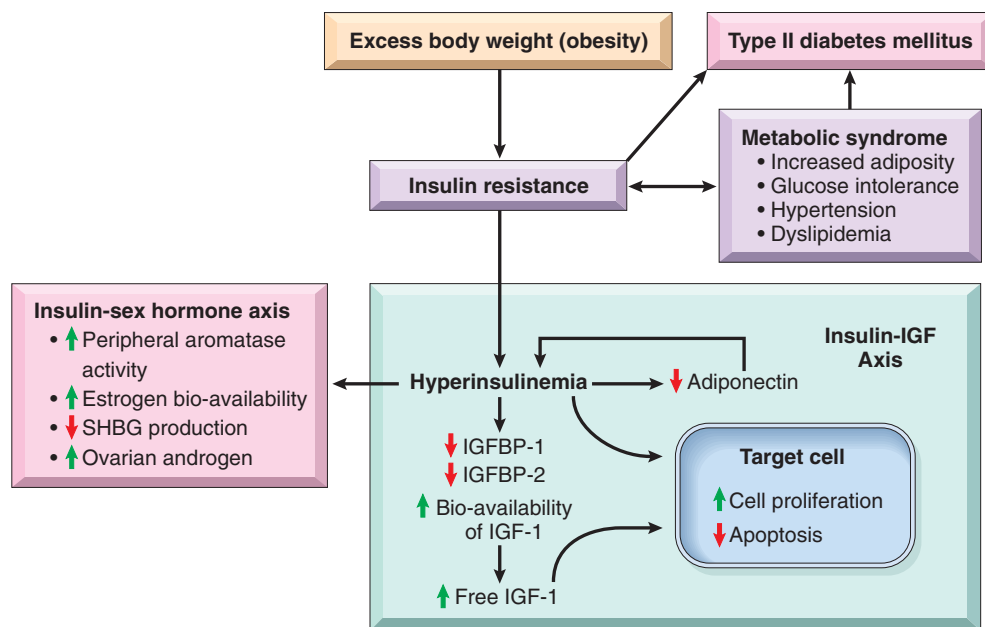 Excess body weight (obesity)
Type II diabetes mellitus
Metabolic syndrome
• Increased adiposity
• Glucose intolerance
• Hypertension
• Dyslipidemia
Insulin resistance
Insulin-sex hormone axis
• Peripheral aromatase
activity
• Estrogen bio-availability
• SHBG production
• Ovarian androgen
Insulin-IGF
Axis
Hyperinsulinemia
Adiponectin
IGFBP-1
IGFBP-2
Bio-availability
of IGF-1
Free IGF-1
Target cell
Cell proliferation
Apoptosis